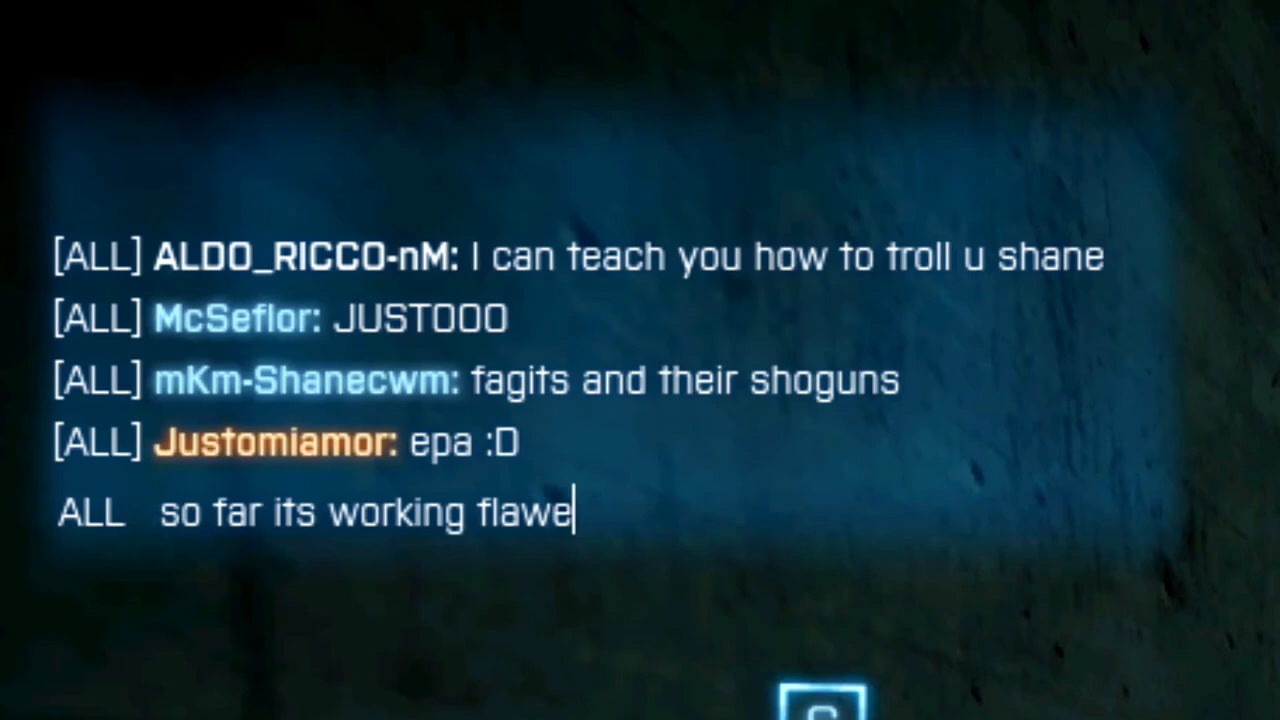 [ALL] ALDO_RICCO-nM: I can teach you how to troll u shane
[ALL] McSeflor: JUSTOOO
[ALL] mKm-Shanecwm: fagits and their shoguns
[ALL] Justomiamor: epa :D
ALL so far its working flawe